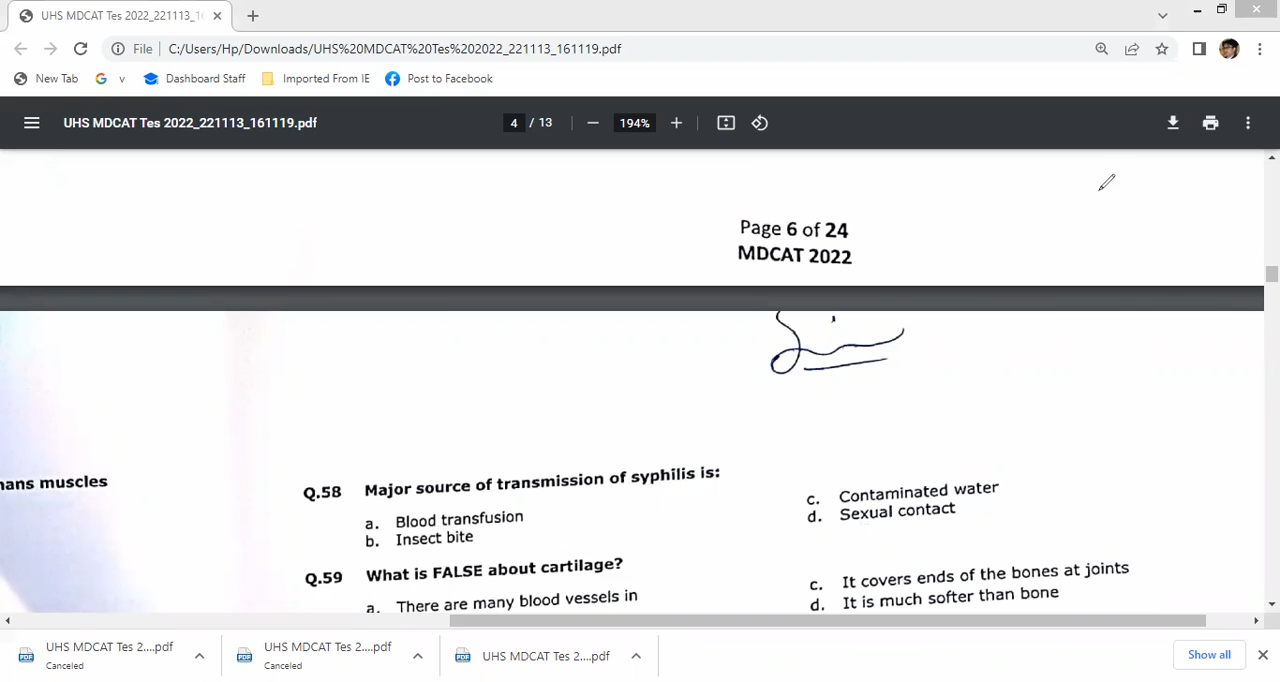 UHS MDCAT Tes 2022_221113_1
File C:/Users/Hp/Downloads/UHS%20MDCAT%20Tes%202022_221113_161119.pdf
New Tab G v Dashboard Staff Imported From IE Post to Facebook
UHS MDCAT Tes 2022_221113_161119.pdf 4 / 13 194%
Page 6 of 24
MDCAT 2022
muscles
Q.58 Major source of transmission of syphilis is:
a. Blood transfusion
b. Insect bite
c. Contaminated water
d. Sexual contact
Q.59 What is FALSE about cartilage?
a. There are many blood vessels in
c. It covers ends of the bones at joints
d. It is much softer than bone
UHS MDCAT Tes 2....pdf
Canceled
UHS MDCAT Tes 2....pdf
Canceled
UHS MDCAT Tes 2....pdf
Show all